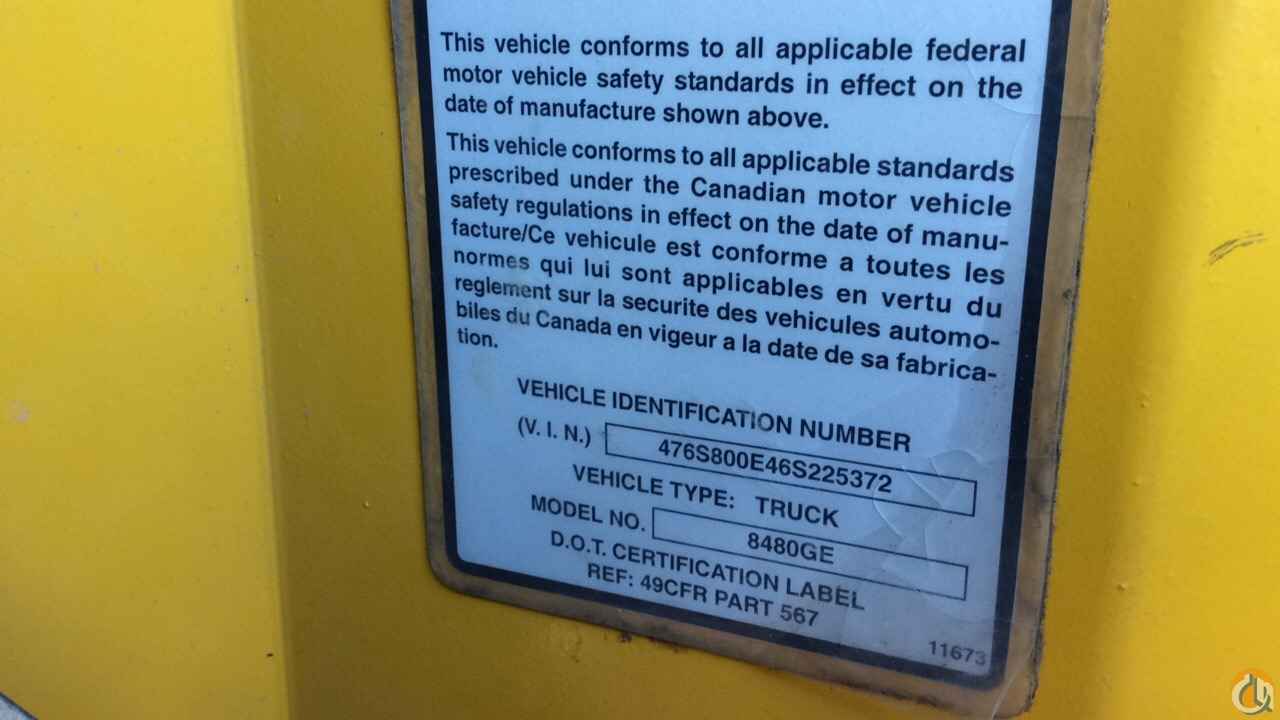 This vehicle conforms to all applicable federal
motor vehicle safety standards in effect on the
date of manufacture shown above.
This vehicle conforms to all applicable standards
prescribed under the Canadian motor vehicle
safety regulations in effect on the date of manu-
facture/Ce vehicule est conforme a toutes les
normes qui lui sont applicables en vertu du
reglement sur la securite des vehicules automo-
biles du Canada en vigeur a la date de sa fabrica-
tion.
VEHICLE IDENTIFICATION NUMBER
(V. I. N.) 476S800E46S225372
VEHICLE TYPE: TRUCK
MODEL NO. 8480GE
D.O.T. CERTIFICATION LABEL
REF: 49CFR PART 567
11673